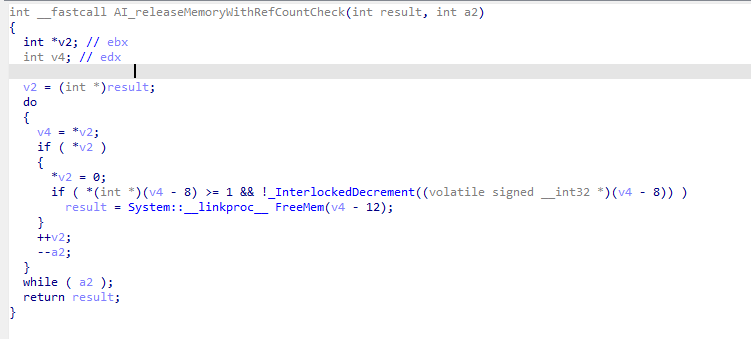 int __fastcall AI_releaseMemoryWithRefCountCheck(int result, int a2)
{
  int *v2; // ebx
  int v4; // edx

  v2 = (int *)result;
  do
  {
    v4 = *v2;
    if ( *v2 )
    {
      *v2 = 0;
      if ( *(int *)(v4 - 8) >= 1 && !_InterlockedDecrement((volatile signed __int32 *)(v4 - 8)) )
        result = System::__linkproc__ FreeMem(v4 - 12);
    }
    ++v2;
    --a2;
  }
  while ( a2 );
  return result;
}